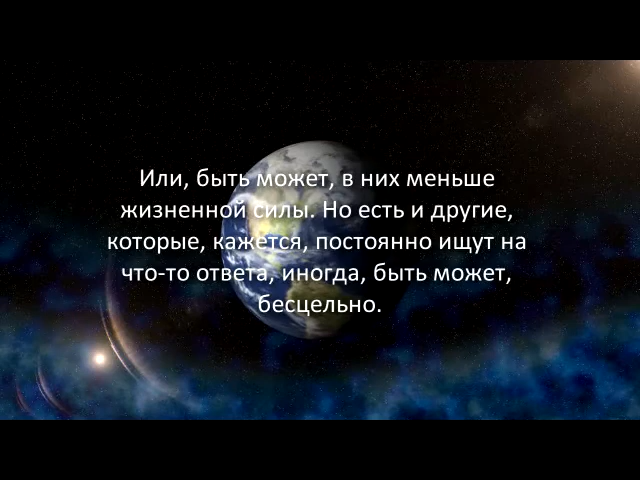 Или, быть может, в них меньше
жизненной силы. Но есть и другие,
которые, кажется, постоянно ищут на
что-то ответа, иногда, быть может,
бесцельно.